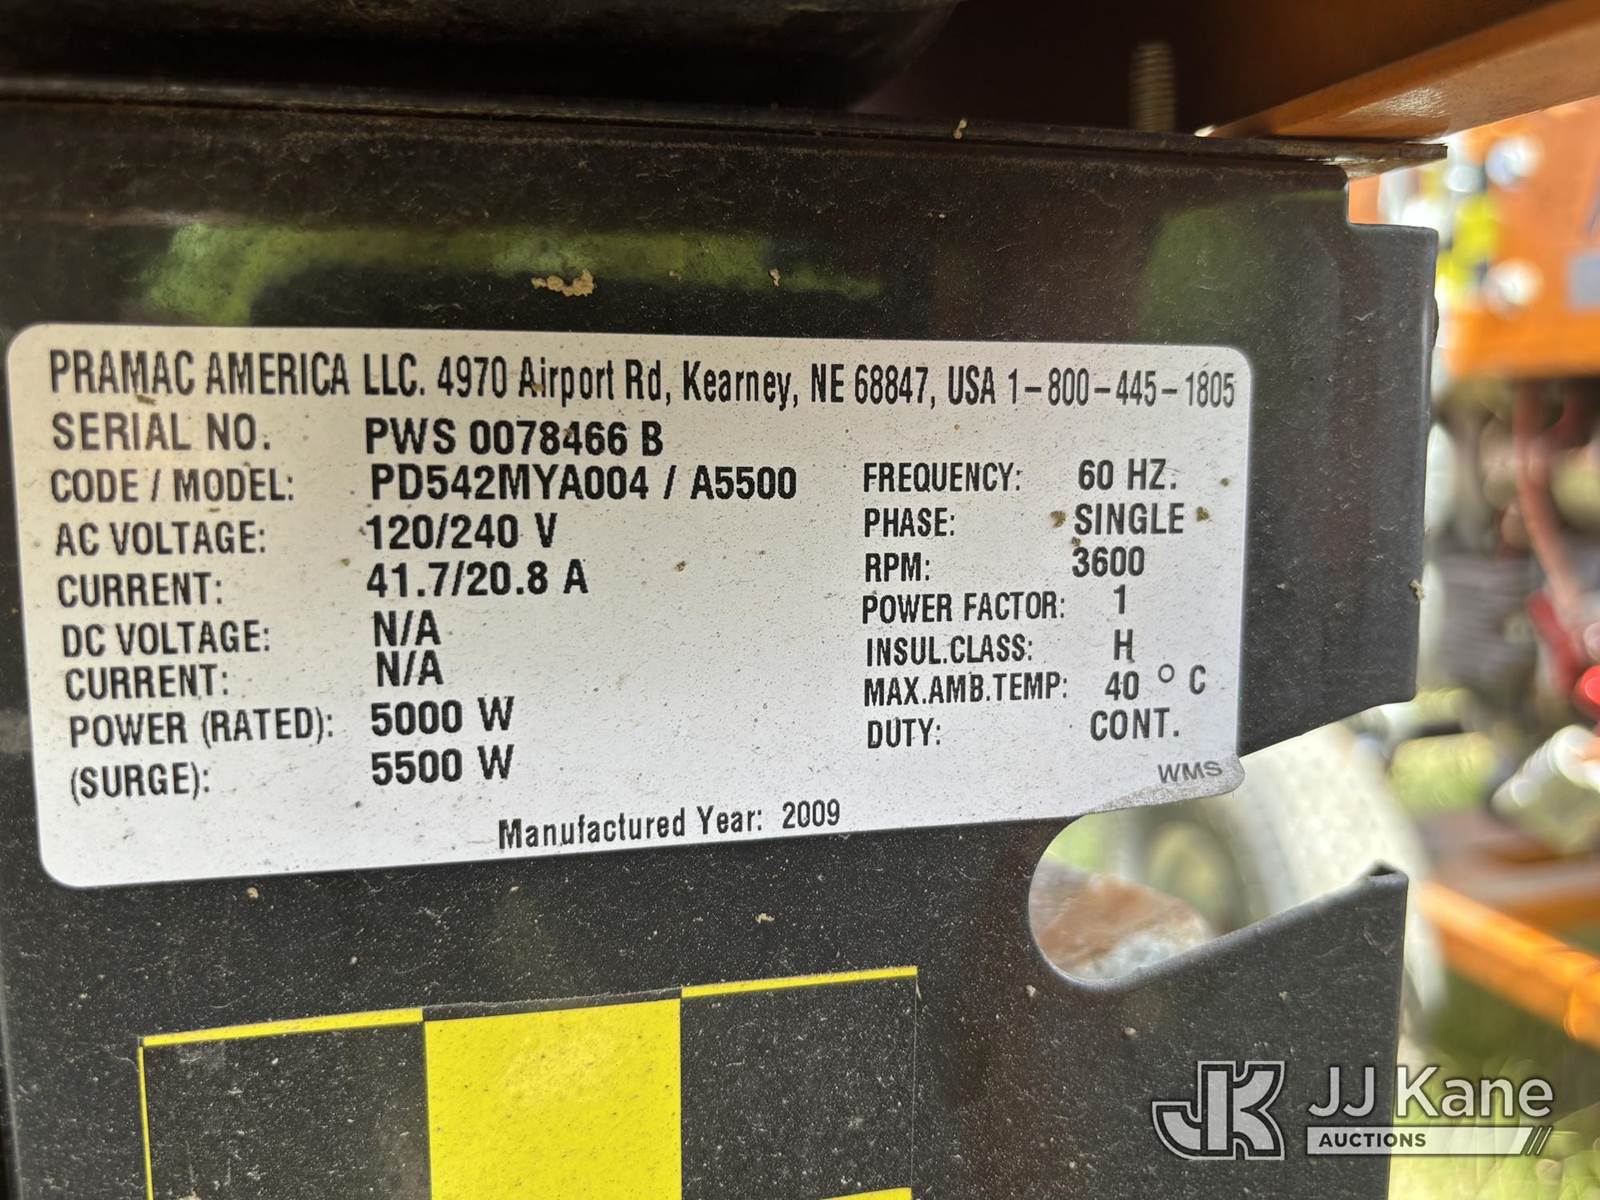 PRAMAC AMERICA LLC. 4970 Airport Rd, Kearney, NE 68847, USA 1-800-445-1805
SERIAL NO. PWS 0078466 B
CODE / MODEL: PD542MYA004 / A5500
AC VOLTAGE: 120/240 V
CURRENT: 41.7/20.8 A
DC VOLTAGE: N/A
CURRENT: N/A
POWER (RATED): 5000 W
(SURGE): 5500 W
FREQUENCY: 60 HZ.
PHASE: SINGLE
RPM: 3600
POWER FACTOR: 1
INSUL.CLASS: H
MAX.AMB.TEMP: 40 ° C
DUTY: CONT.
WMS
Manufactured Year: 2009
JK JJ Kane
AUCTIONS